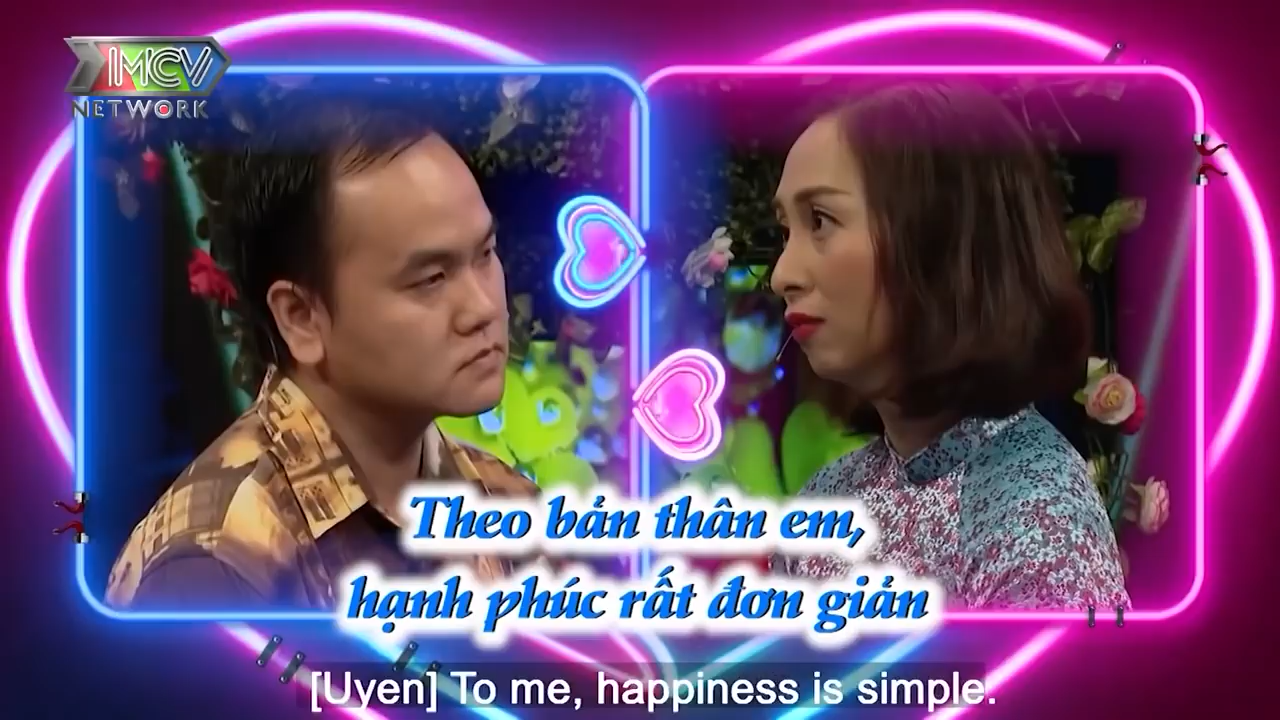 MCV
NETWORK
Theo bản thân em,
hạnh phúc rất đơn giản
[Uyen] To me, happiness is simple.